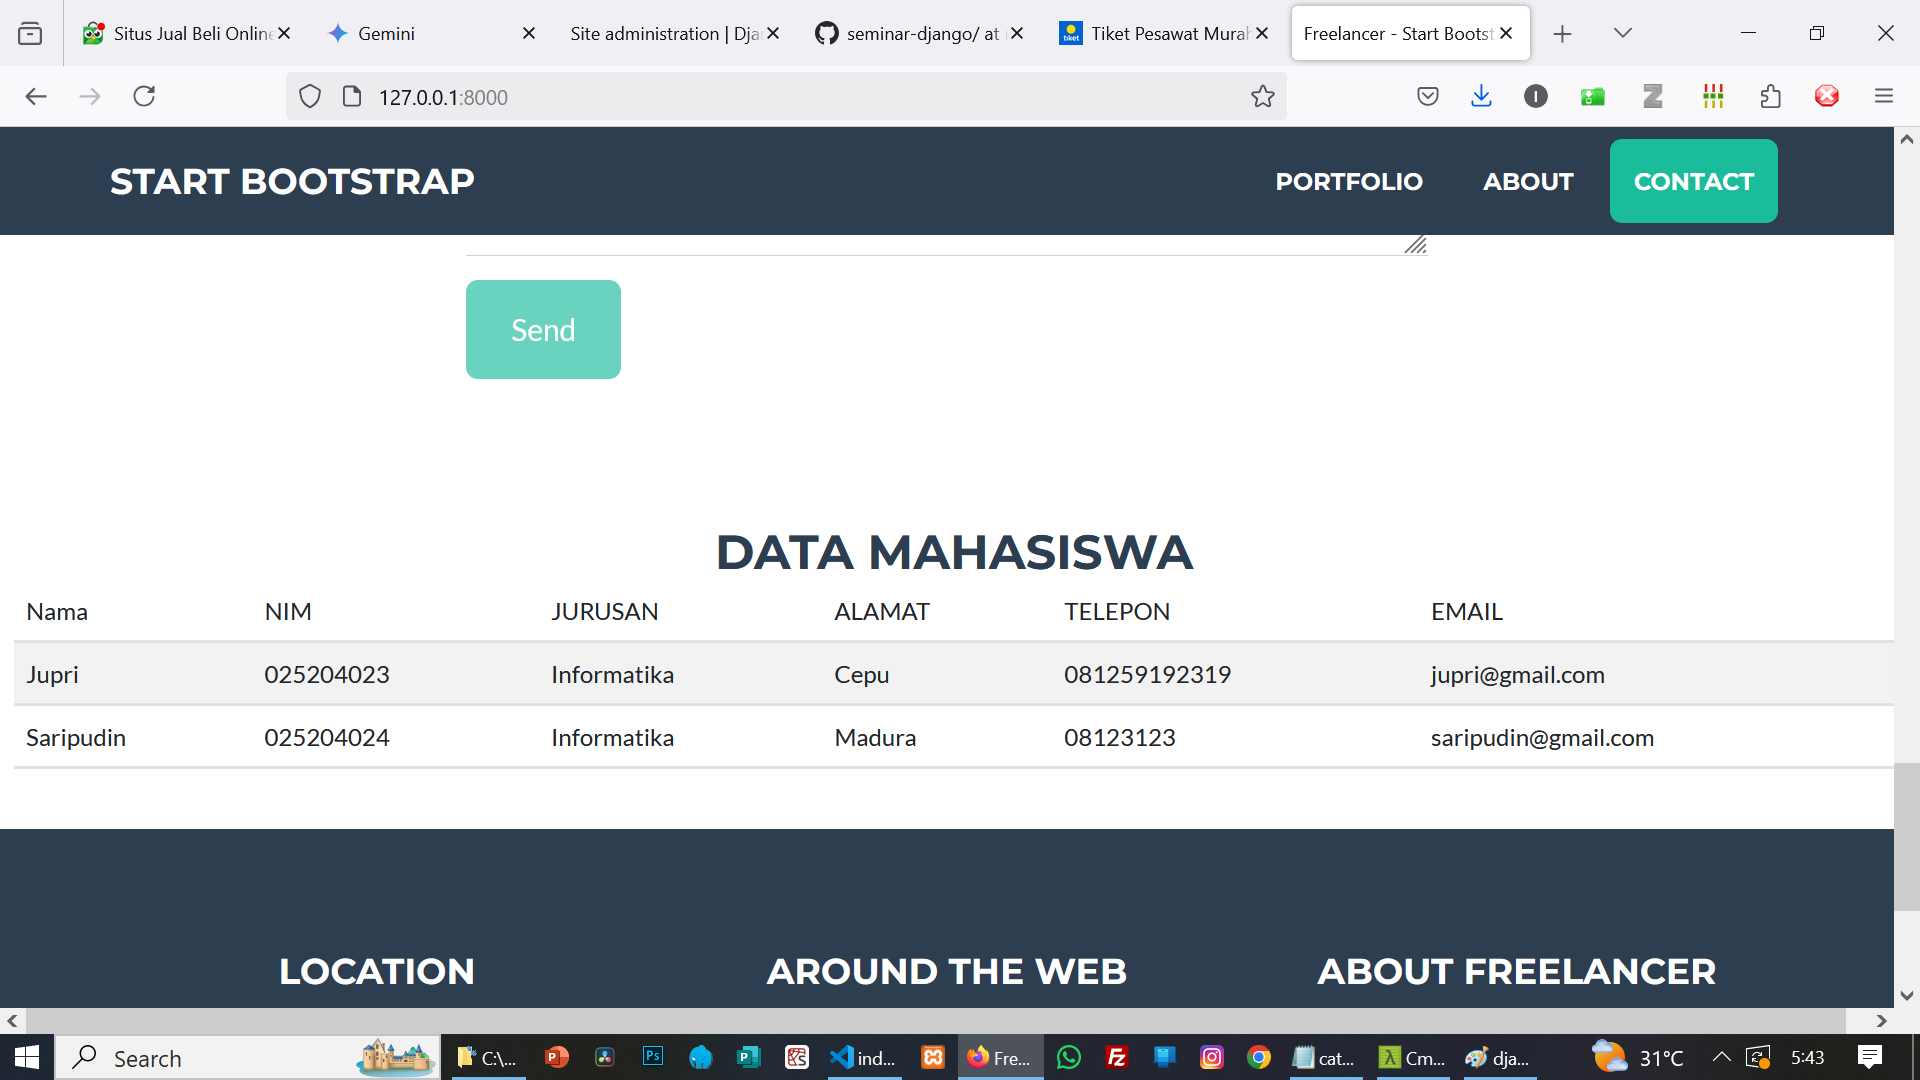 Situs Jual Beli Online
Gemini
Site administration | Dja
seminar-django/ at
Tiket Pesawat Murah
Freelancer - Start Bootst
127.0.0.1:8000
START BOOTSTRAP
PORTFOLIO
ABOUT
CONTACT
Send
DATA MAHASISWA
Nama NIM JURUSAN ALAMAT TELEPON EMAIL
Jupri 025204023 Informatika Cepu 081259192319 jupri@gmail.com
Saripudin 025204024 Informatika Madura 08123123 saripudin@gmail.com
LOCATION
AROUND THE WEB
ABOUT FREELANCER
Search
C:\...
ind...
Fre...
cat...
Cm...
dja...
31°C
5:43